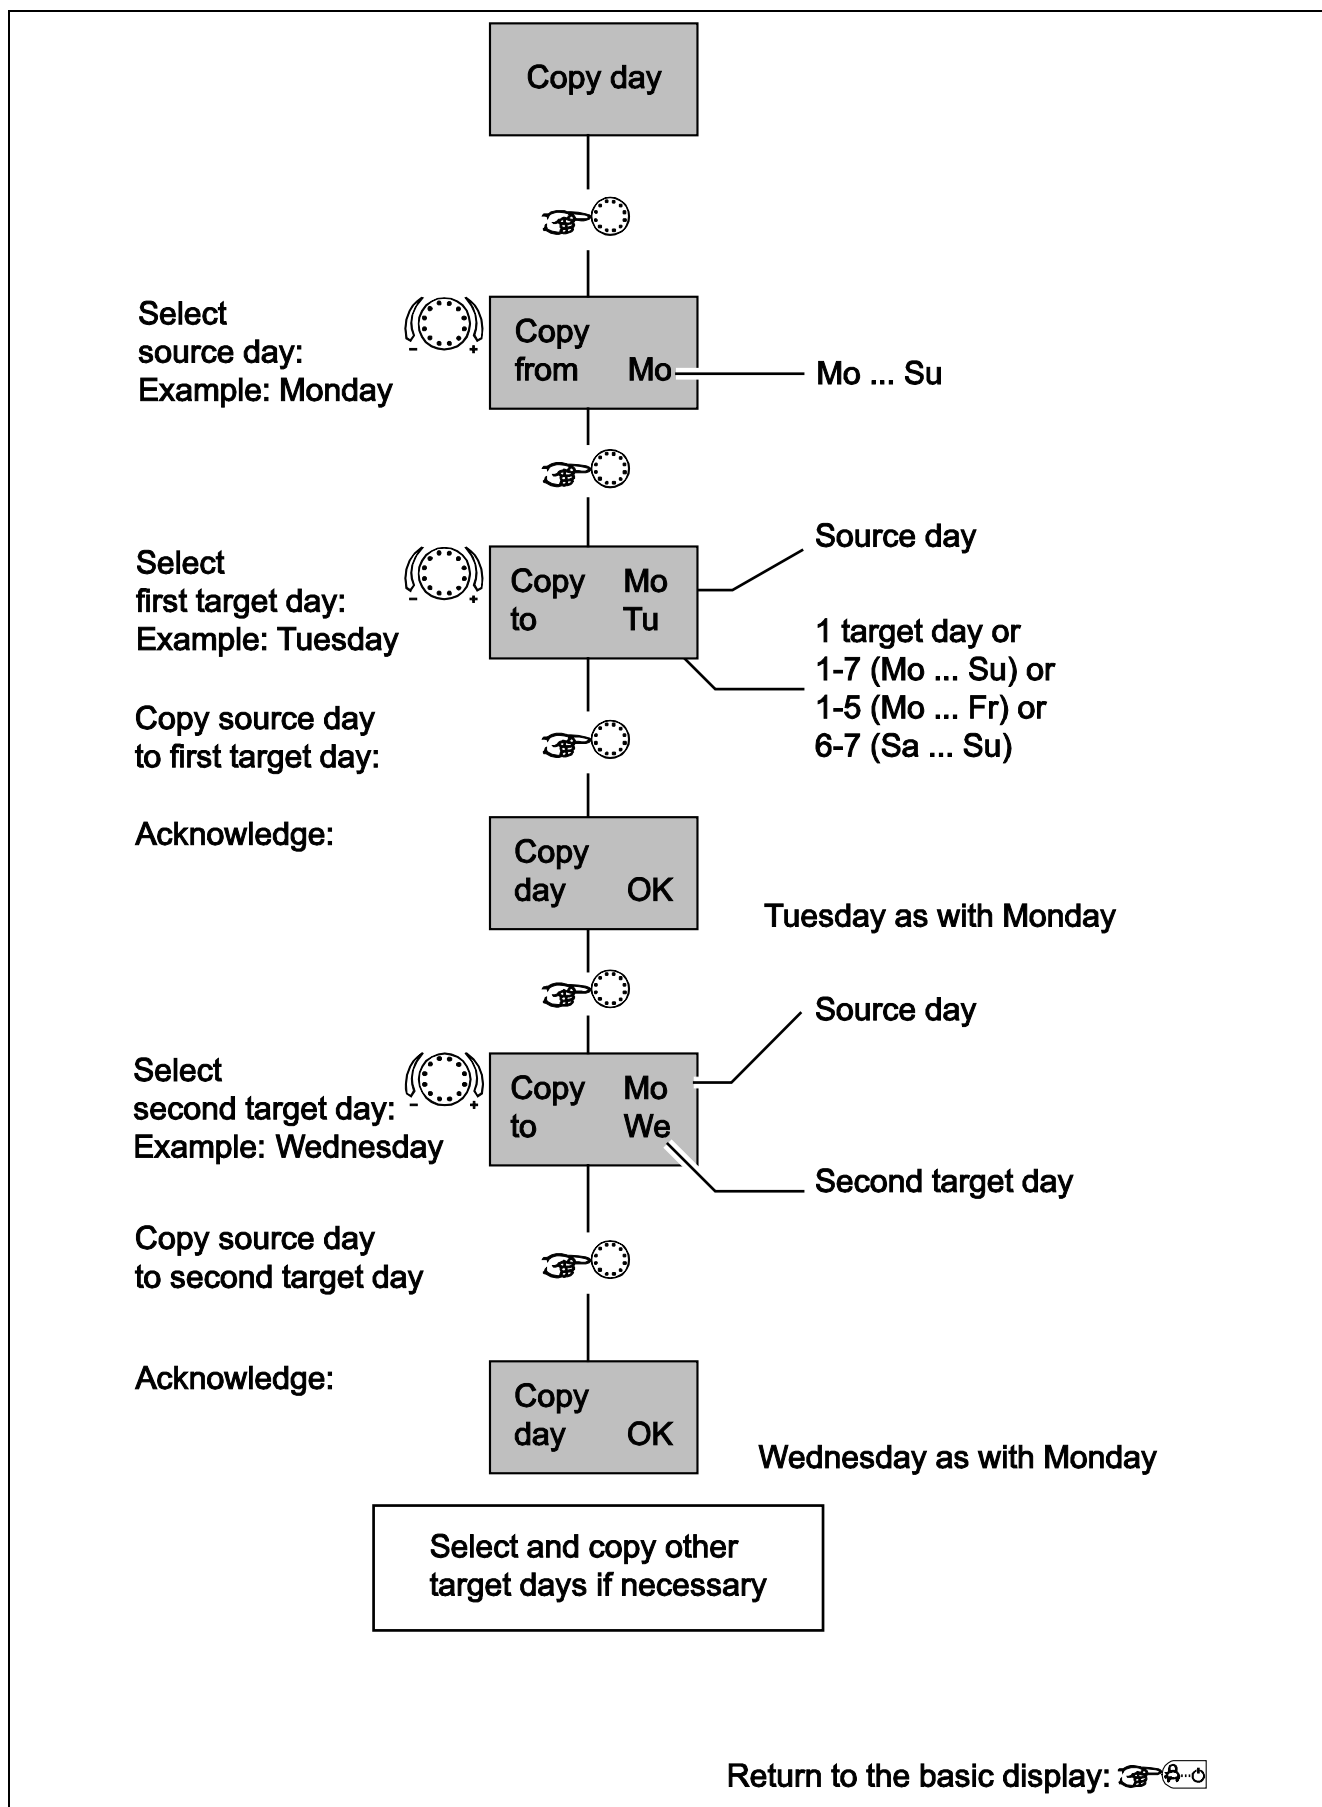 Copy day
Select
source day:
Example: Monday
- +
Copy
from Mo
Mo ... Su
Select
first target day:
Example: Tuesday
- +
Copy Mo
to Tu
Source day
1 target day or
1-7 (Mo ... Su) or
1-5 (Mo ... Fr) or
6-7 (Sa ... Su)
Copy source day
to first target day:
Acknowledge:
Copy
day OK
Tuesday as with Monday
Select
second target day:
Example: Wednesday
- +
Copy Mo
to We
Source day
Second target day
Copy source day
to second target day
Acknowledge:
Copy
day OK
Wednesday as with Monday
Select and copy other
target days if necessary
Return to the basic display: